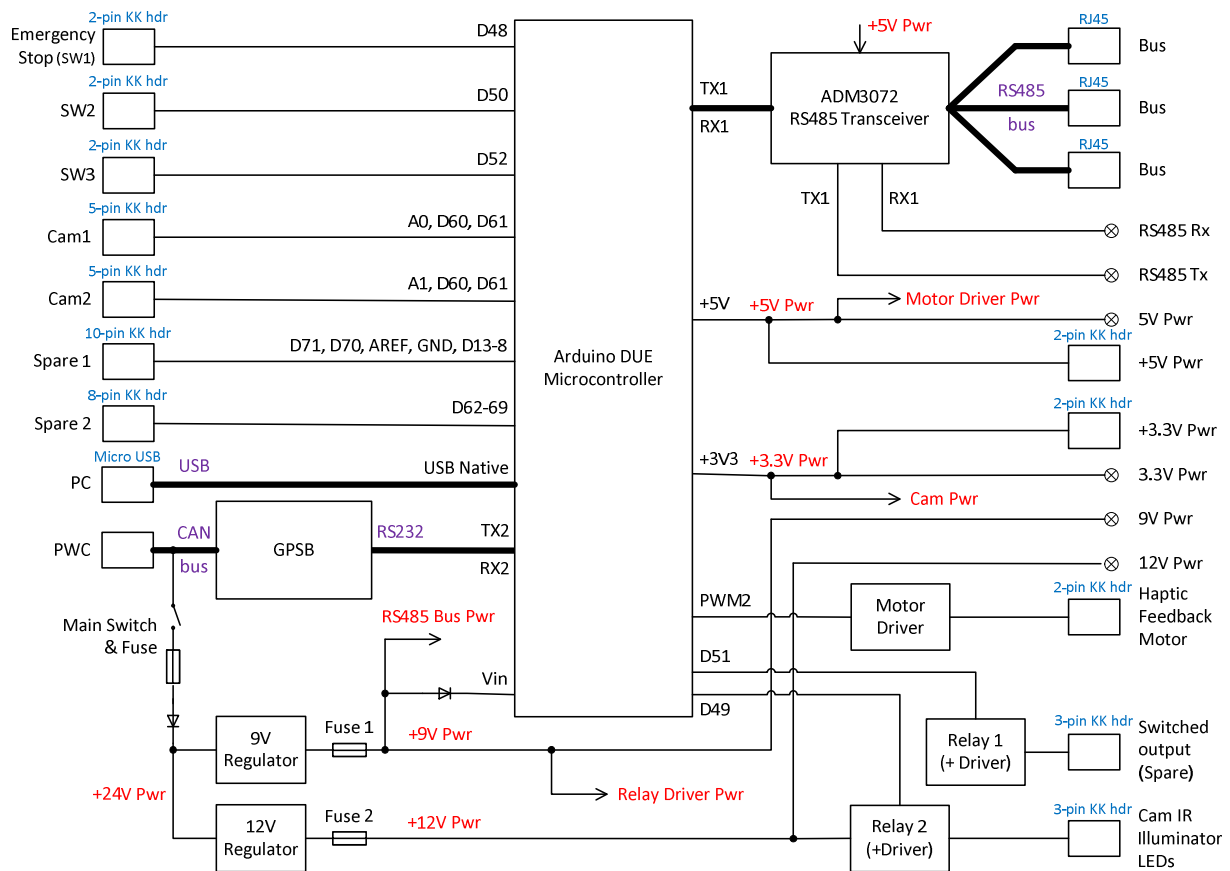 2-pin KK hdr
Emergency
Stop (SW1)
D48
2-pin KK hdr
SW2
D50
2-pin KK hdr
SW3
D52
5-pin KK hdr
Cam1
A0, D60, D61
5-pin KK hdr
Cam2
A1, D60, D61
10-pin KK hdr
Spare 1
D71, D70, AREF, GND, D13-8
8-pin KK hdr
Spare 2
D62-69
Micro USB
PC
USB
USB Native
PWC
CAN
bus
GPSB
RS232
TX2
RX2
Main Switch
& Fuse
RS485 Bus Pwr
Vin
9V
Regulator
Fuse 1
+9V Pwr
Relay Driver Pwr
+24V Pwr
12V
Regulator
Fuse 2
+12V Pwr
Arduino DUE
Microcontroller
+5V Pwr
TX1
RX1
ADM3072
RS485 Transceiver
RS485
bus
RJ45
Bus
RJ45
Bus
RJ45
Bus
TX1
RX1
RS485 Rx
RS485 Tx
+5V
+5V Pwr
Motor Driver Pwr
5V Pwr
2-pin KK hdr
+5V Pwr
2-pin KK hdr
+3.3V Pwr
+3V3
+3.3V Pwr
3.3V Pwr
Cam Pwr
9V Pwr
12V Pwr
PWM2
Motor
Driver
2-pin KK hdr
Haptic
Feedback
Motor
D51
D49
Relay 1
(+ Driver)
3-pin KK hdr
Switched
output
(Spare)
Relay 2
(+Driver)
3-pin KK hdr
Cam IR
Illuminator
LEDs